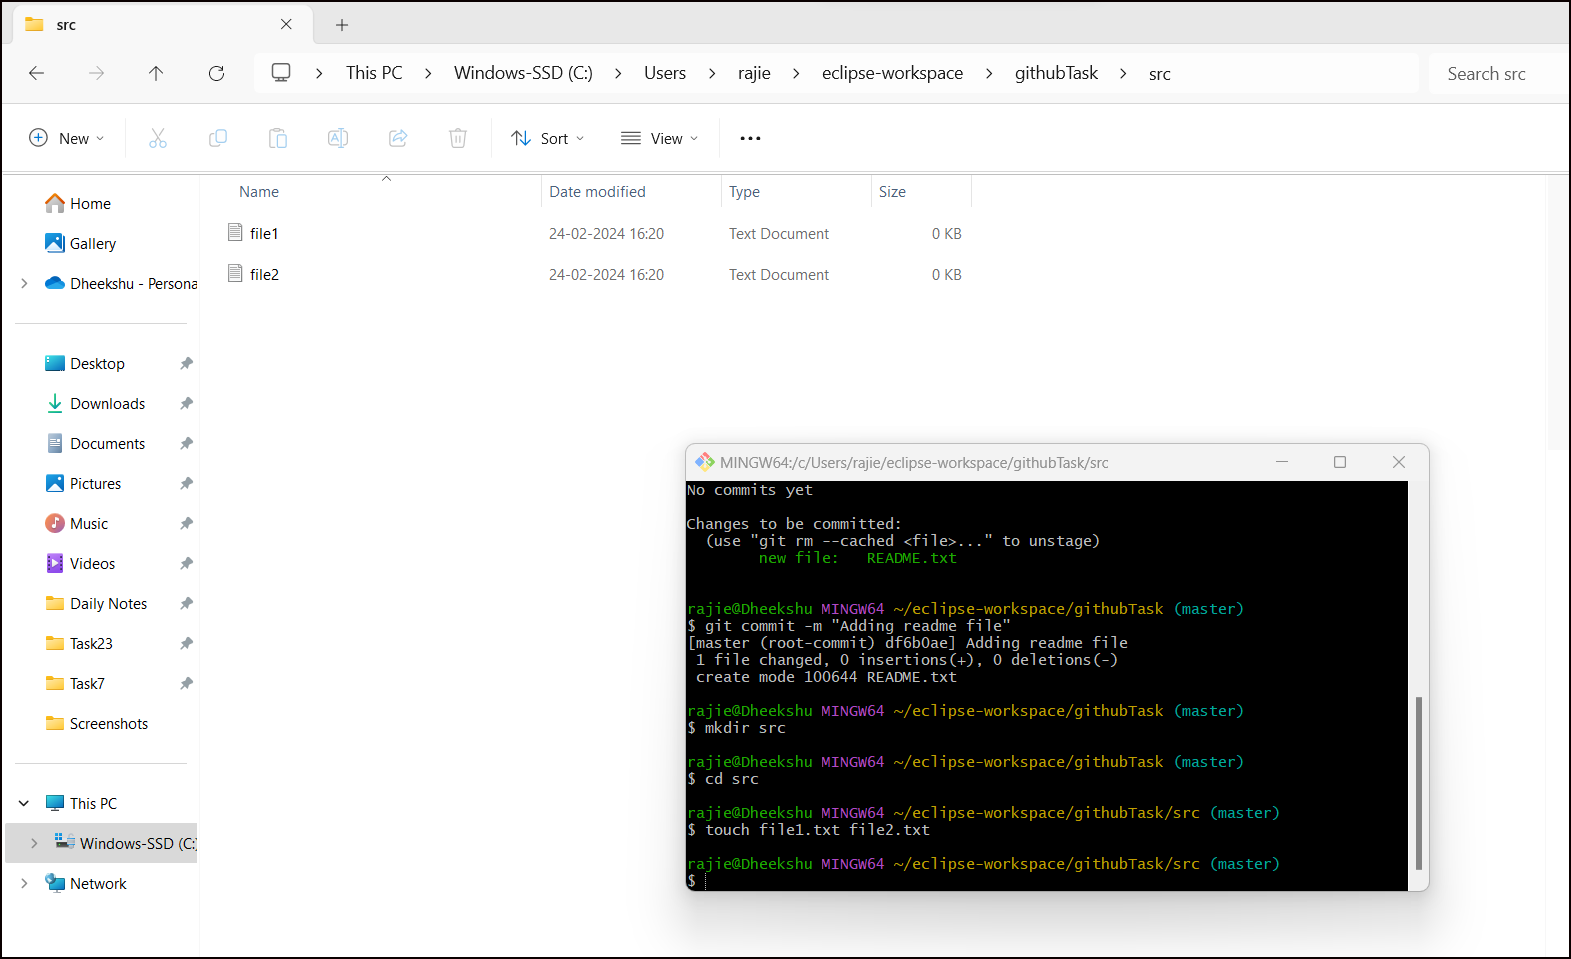 src
This PC > Windows-SSD (C:) > Users > rajie > eclipse-workspace > githubTask > src
Search src
New
Sort
View
Home
Gallery
Dheekshu - Persona
Desktop
Downloads
Documents
Pictures
Music
Videos
Daily Notes
Task23
Task7
Screenshots
This PC
Windows-SSD (C:)
Network
Name Date modified Type Size
file1 24-02-2024 16:20 Text Document 0 KB
file2 24-02-2024 16:20 Text Document 0 KB
MINGW64:/c/Users/rajie/eclipse-workspace/githubTask/src
No commits yet
Changes to be committed:
(use "git rm --cached <file>..." to unstage)
new file: README.txt
rajie@Dheekshu MINGW64 ~/eclipse-workspace/githubTask (master)
$ git commit -m "Adding readme file"
[master (root-commit) df6b0ae] Adding readme file
1 file changed, 0 insertions(+), 0 deletions(-)
create mode 100644 README.txt
rajie@Dheekshu MINGW64 ~/eclipse-workspace/githubTask (master)
$ mkdir src
rajie@Dheekshu MINGW64 ~/eclipse-workspace/githubTask (master)
$ cd src
rajie@Dheekshu MINGW64 ~/eclipse-workspace/githubTask/src (master)
$ touch file1.txt file2.txt
rajie@Dheekshu MINGW64 ~/eclipse-workspace/githubTask/src (master)
$